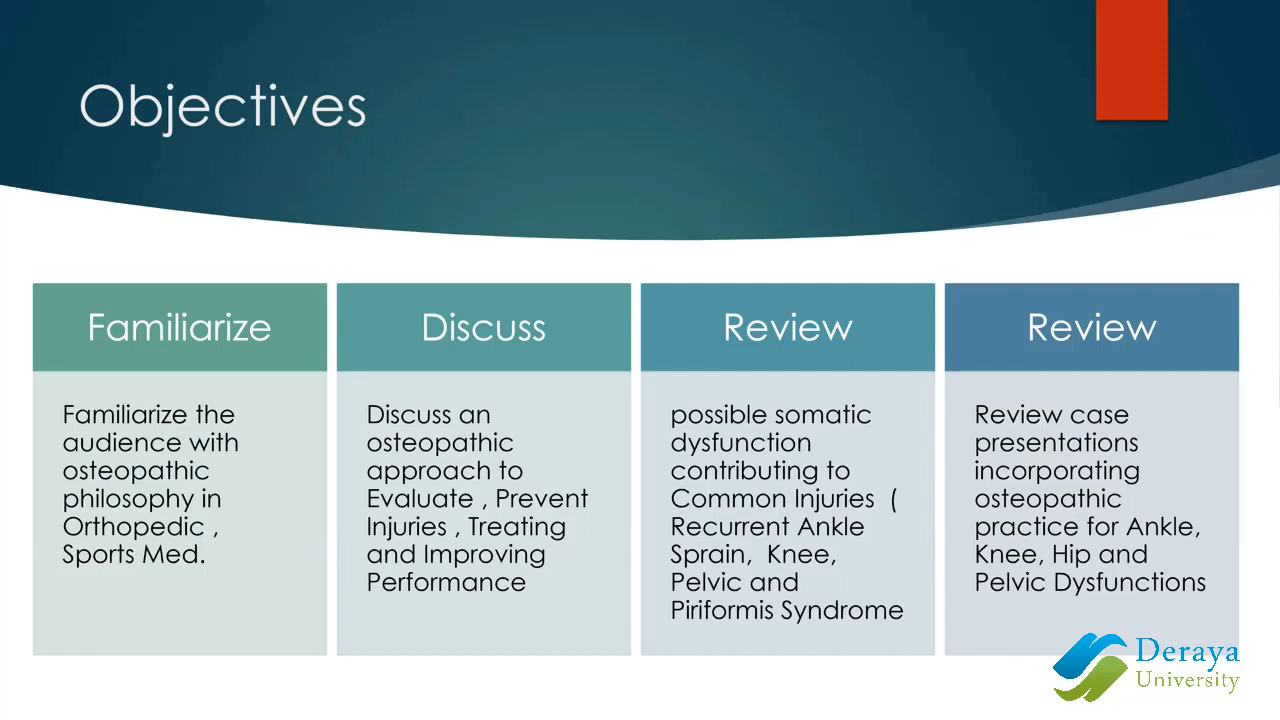 Objectives
Familiarize
Familiarize the
audience with
osteopathic
philosophy in
Orthopedic ,
Sports Med.
Discuss
Discuss an
osteopathic
approach to
Evaluate , Prevent
Injuries , Treating
and Improving
Performance
Review
possible somatic
dysfunction
contributing to
Common Injuries  (
Recurrent Ankle
Sprain,  Knee,
Pelvic and
Piriformis Syndrome
Review
Review case
presentations
incorporating
osteopathic
practice for Ankle,
Knee, Hip and
Pelvic Dysfunctions
Deraya
University